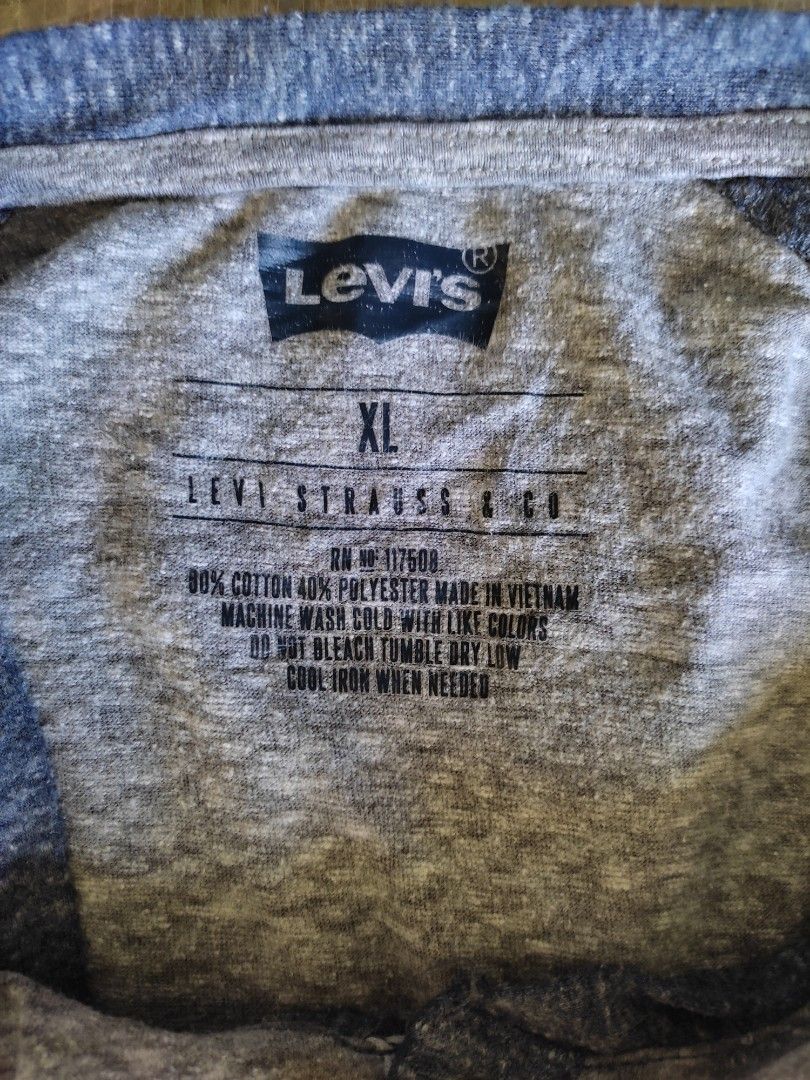 LEVI'S®
XL
LEVI STRAUSS & CO
RN Nº 117508
60% COTTON 40% POLYESTER MADE IN VIETNAM
MACHINE WASH COLD WITH LIKE COLORS
DO NOT BLEACH TUMBLE DRY LOW
COOL IRON WHEN NEEDED